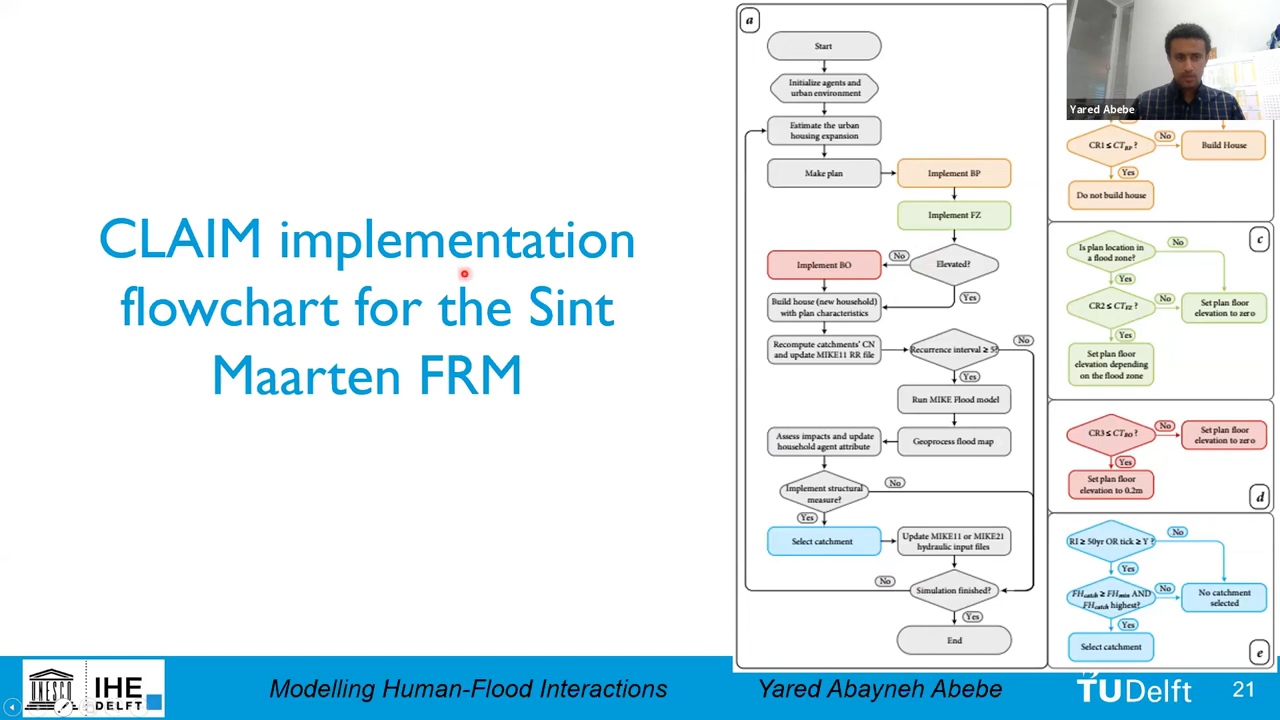 CLAIM implementation
flowchart for the Sint
Maarten FRM
a
Start
Initialize agents and
urban environment
Estimate the urban
housing expansion
Make plan
Implement BP
Implement FZ
Elevated?
No
Implement BO
Yes
Build house (new household)
with plan characteristics
Recompute catchments' CN
and update MIKE11 RR file
Recurrence interval ≥ 5?
No
Yes
Run MIKE Flood model
Geoprocess flood map
Assess impacts and update
household agent attribute
Implement structural
measure?
No
Yes
Select catchment
Update MIKE11 or MIKE21
hydraulic input files
Simulation finished?
No
Yes
End
Yared Abebe
CR1 ≤ CTBP ?
No
Build House
Yes
Do not build house
c
Is plan location in
a flood zone?
No
Yes
CR2 ≤ CTFZ ?
No
Set plan floor
elevation to zero
Yes
Set plan floor
elevation depending
on the flood zone
CR3 ≤ CTBO ?
No
Set plan floor
elevation to zero
Yes
Set plan floor
elevation to 0.2m
d
RI ≥ 50yr OR tick ≥ Y ?
No
Yes
FHcatch ≥ FHmin AND
FHcatch highest?
No
No catchment
selected
Yes
Select catchment
e
UNESCO
IHE
DELFT
Modelling Human-Flood Interactions
Yared Abayneh Abebe
TUDelft
21